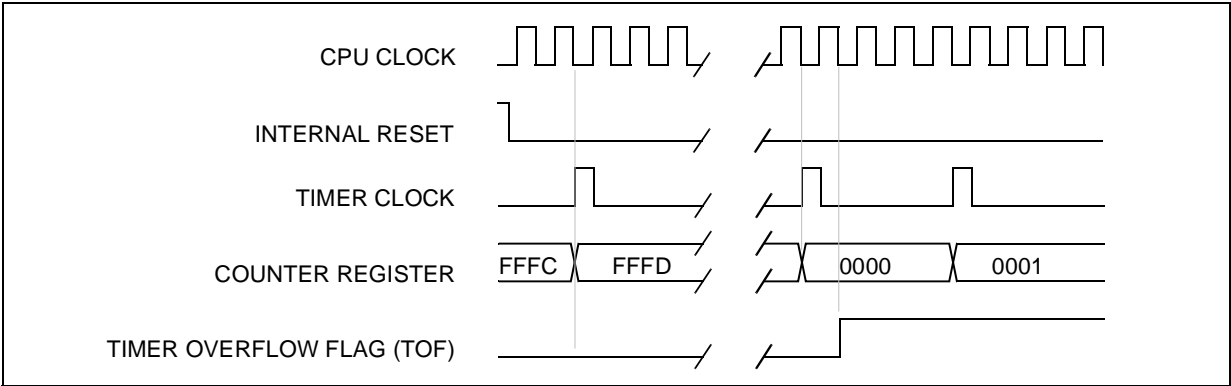 CPU CLOCK
INTERNAL RESET
TIMER CLOCK
COUNTER REGISTER FFFC FFFD 0000 0001
TIMER OVERFLOW FLAG (TOF)